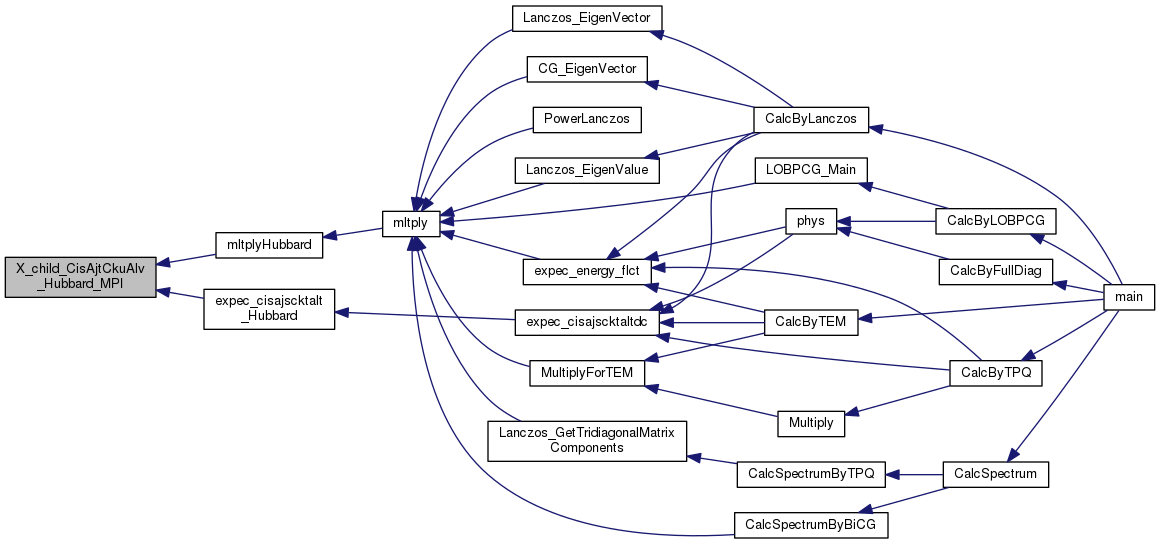 Lanczos_EigenVector
CG_EigenVector
PowerLanczos
CalcByLanczos
Lanczos_EigenValue
LOBPCG_Main
mltply
phys
CalcByLOBPCG
mltplyHubbard
X_child_CisAjtCkuAlv
_Hubbard_MPI
expec_energy_flct
CalcByFullDiag
main
expec_cisajscktalt
_Hubbard
expec_cisajscktaltdc
CalcByTEM
MultiplyForTEM
CalcByTPQ
Multiply
Lanczos_GetTridiagonalMatrix
Components
CalcSpectrumByTPQ
CalcSpectrum
CalcSpectrumByBiCG